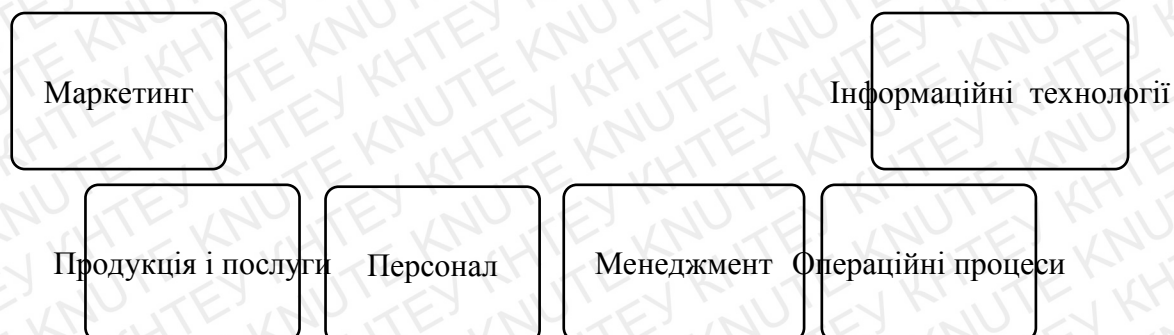 Маркетинг
Інформаційні технології
Продукція і послуги
Персонал
Менеджмент
Операційні процеси